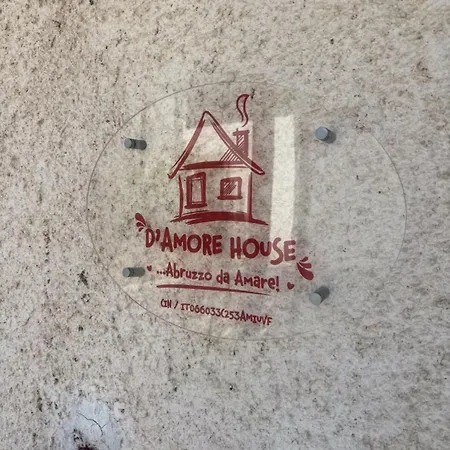 D'AMORE HOUSE
...Abruzzo da Amare!
CIN / IT066033C253AMIUVF